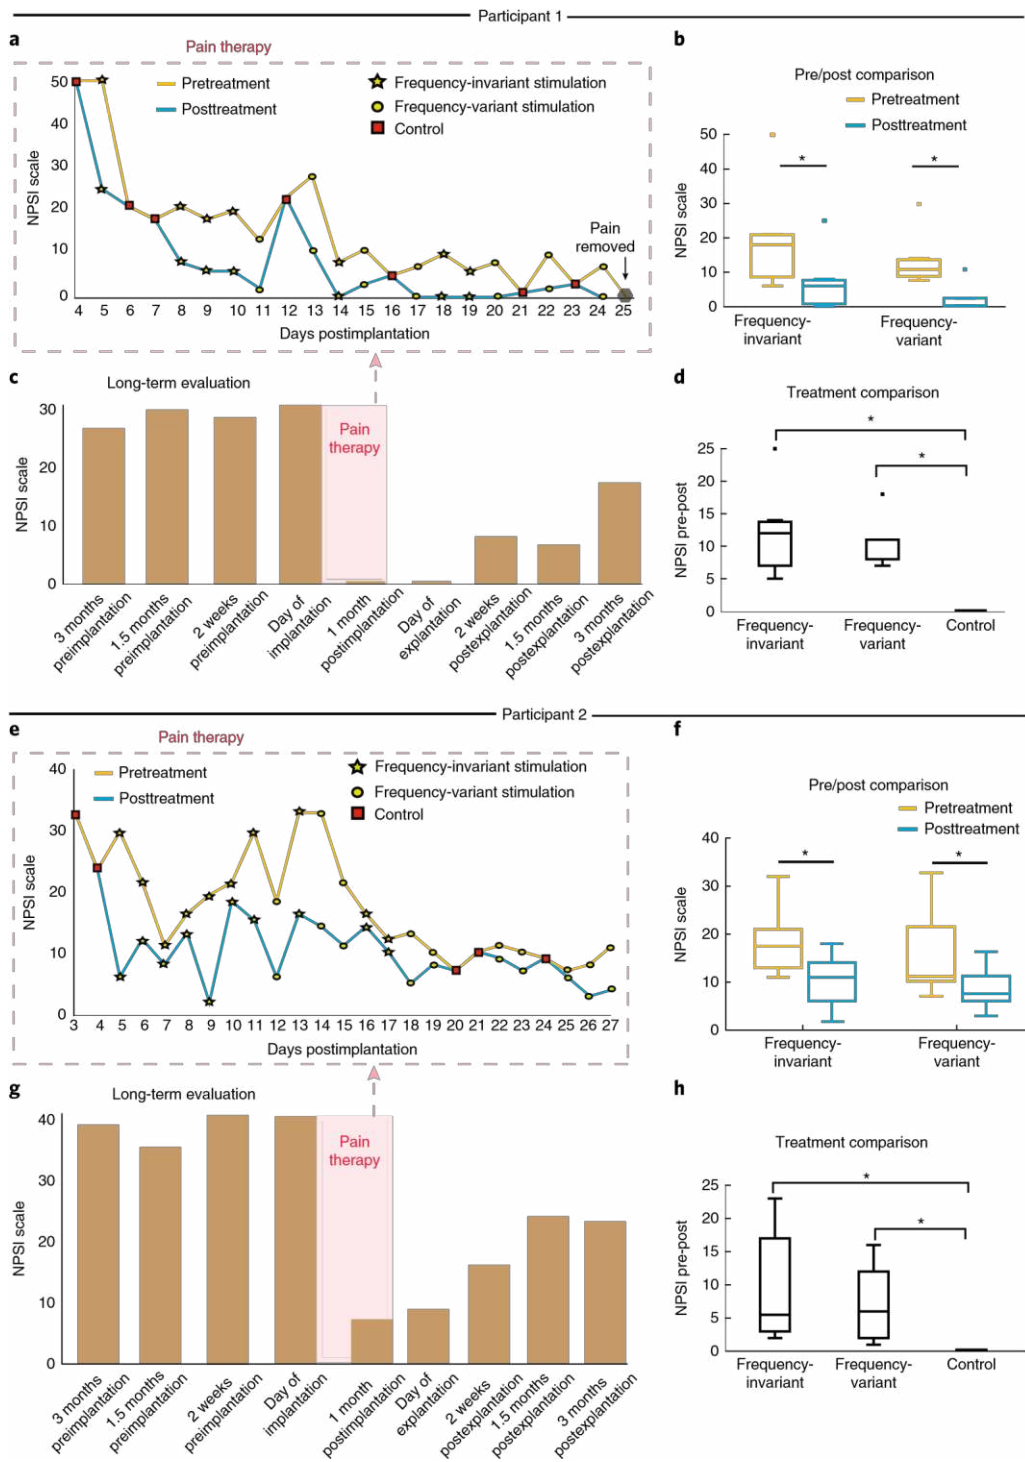 Participant 1
a
Pain therapy
50
40
30
20
10
0
NPSI scale
Pretreatment
Posttreatment
Frequency-invariant stimulation
Frequency-variant stimulation
Control
Pain
removed
4 5 6 7 8 9 10 11 12 13 14 15 16 17 18 19 20 21 22 23 24 25
Days postimplantation
b
Pre/post comparison
Pretreatment
Posttreatment
50
40
30
20
10
0
NPSI scale
*
*
Frequency-
invariant
Frequency-
variant
c
Long-term evaluation
30
20
10
0
NPSI scale
Pain
therapy
3 months
preimplantation
1.5 months
preimplantation
2 weeks
preimplantation
Day of
implantation
1 month
postimplantation
Day of
explantation
2 weeks
postexplantation
1.5 months
postexplantation
3 months
postexplantation
d
Treatment comparison
*
*
25
20
15
10
5
0
NPSI pre-post
Frequency-
invariant
Frequency-
variant
Control
Participant 2
e
Pain therapy
40
30
20
10
0
NPSI scale
Pretreatment
Posttreatment
Frequency-invariant stimulation
Frequency-variant stimulation
Control
3 4 5 6 7 8 9 10 11 12 13 14 15 16 17 18 19 20 21 22 23 24 25 26 27
Days postimplantation
f
Pre/post comparison
Pretreatment
Posttreatment
40
30
20
10
0
NPSI scale
*
*
Frequency-
invariant
Frequency-
variant
g
Long-term evaluation
40
30
20
10
0
NPSI scale
Pain
therapy
3 months
preimplantation
1.5 months
preimplantation
2 weeks
preimplantation
Day of
implantation
1 month
postimplantation
Day of
explantation
2 weeks
postexplantation
1.5 months
postexplantation
3 months
postexplantation
h
Treatment comparison
*
*
25
20
15
10
5
0
NPSI pre-post
Frequency-
invariant
Frequency-
variant
Control